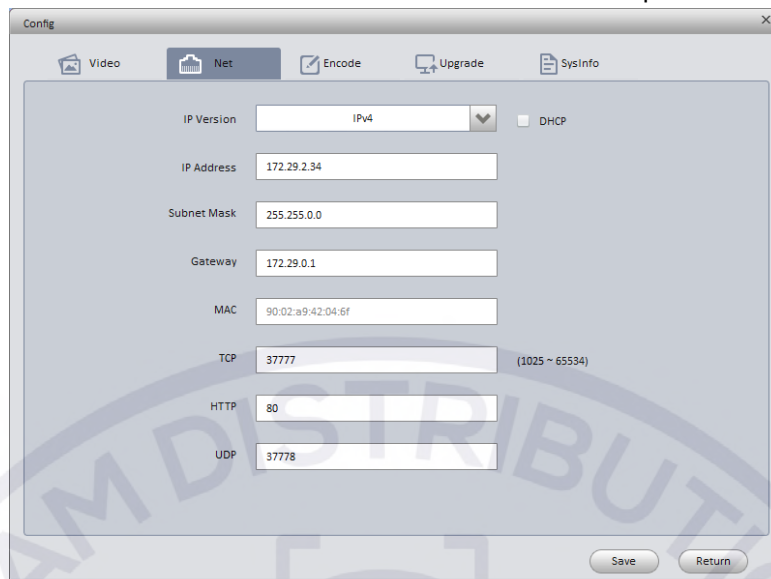 Config
Video Net Encode Upgrade SysInfo
IP Version IPv4 DHCP
IP Address 172.29.2.34
Subnet Mask 255.255.0.0
Gateway 172.29.0.1
MAC 90:02:a9:42:04:6f
TCP 37777 (1025 ~ 65534)
HTTP 80
UDP 37778
AM DISTRIBUT
Save Return